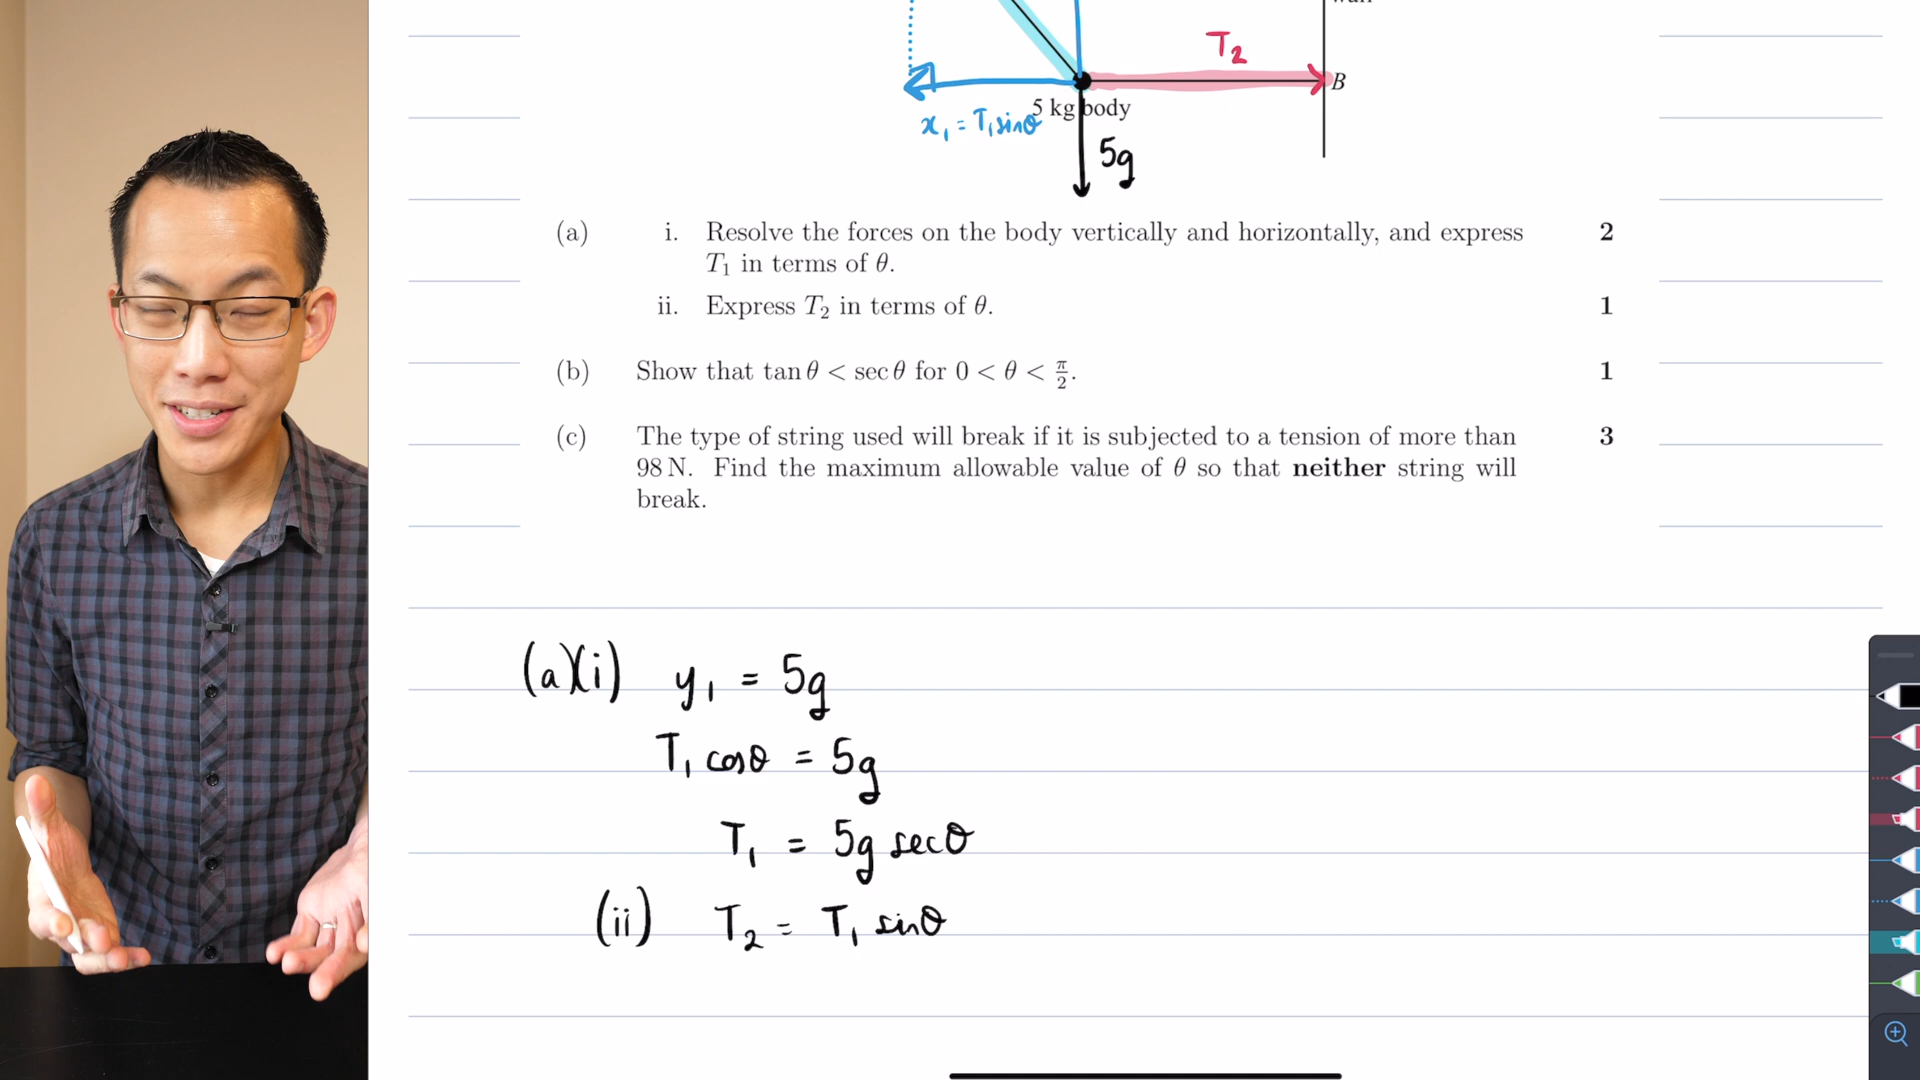 T₂
B
x₁ = T₁ sinθ
5 kg body
5g
(a) i. Resolve the forces on the body vertically and horizontally, and express 2
T₁ in terms of θ.
ii. Express T₂ in terms of θ. 1
(b) Show that tan θ < sec θ for 0 < θ < π/2. 1
(c) The type of string used will break if it is subjected to a tension of more than 3
98 N. Find the maximum allowable value of θ so that neither string will
break.
(a)(i) y₁ = 5g
T₁ cosθ = 5g
T₁ = 5g secθ
(ii) T₂ = T₁ sinθ